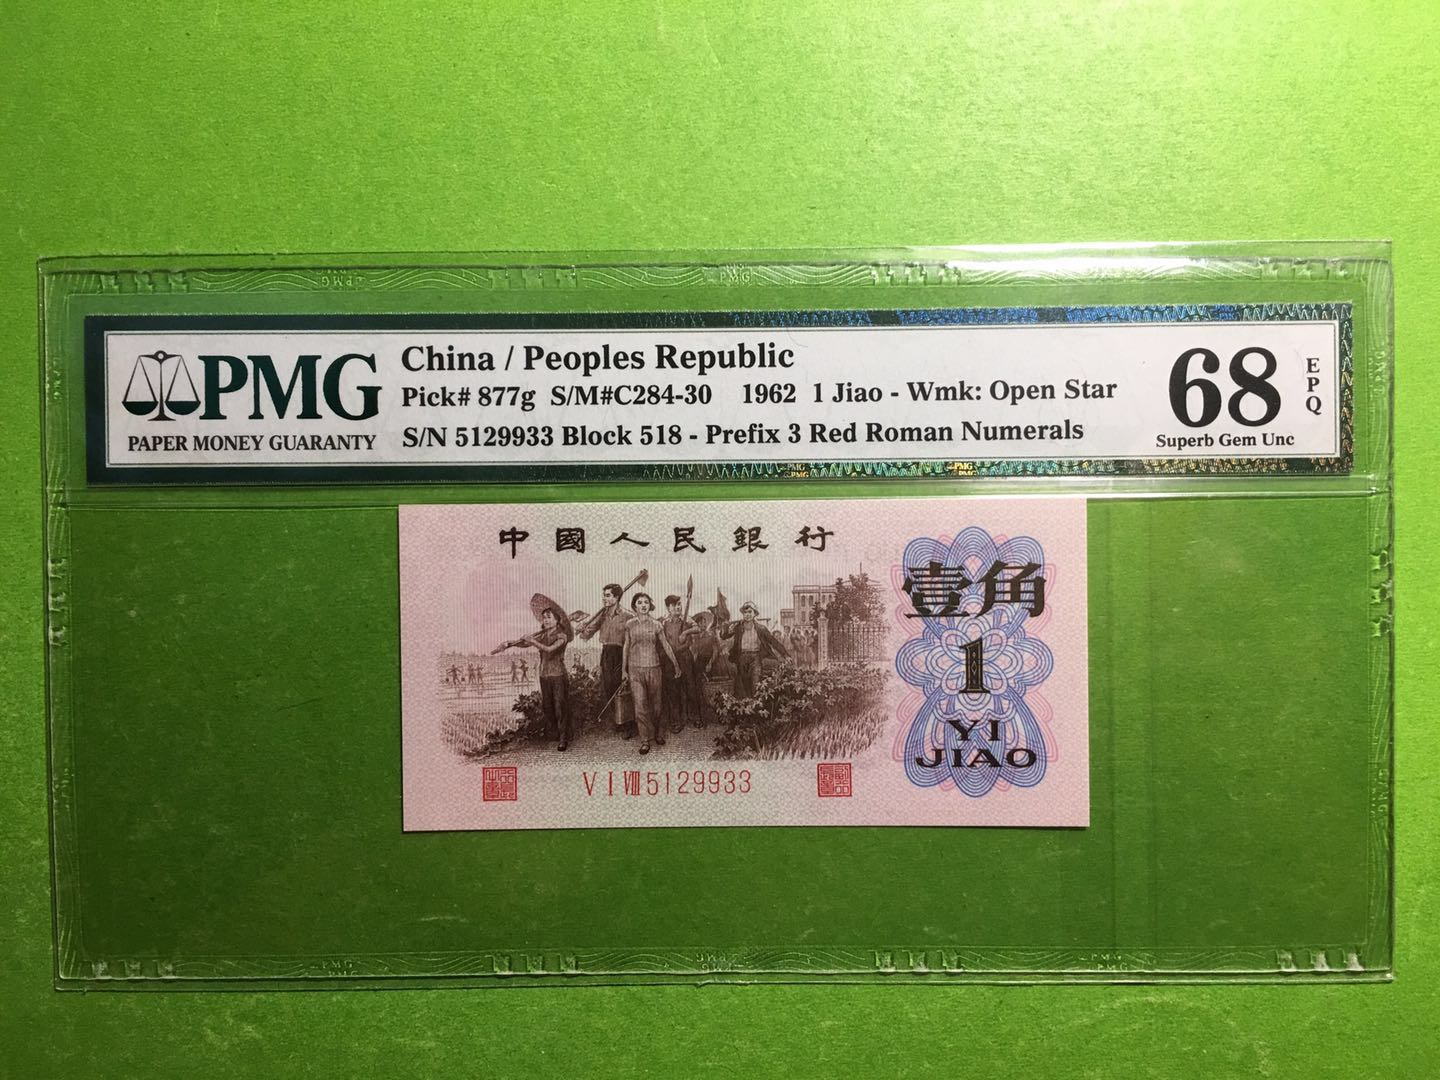 PMG
PAPER MONEY GUARANTY
China / Peoples Republic
Pick# 877g S/M#C284-30 1962 1 Jiao - Wmk: Open Star
S/N 5129933 Block 518 - Prefix 3 Red Roman Numerals
68
EPQ
Superb Gem Unc
中國人民銀行
壹角
1
YI
JIAO
V I VIII 5129933